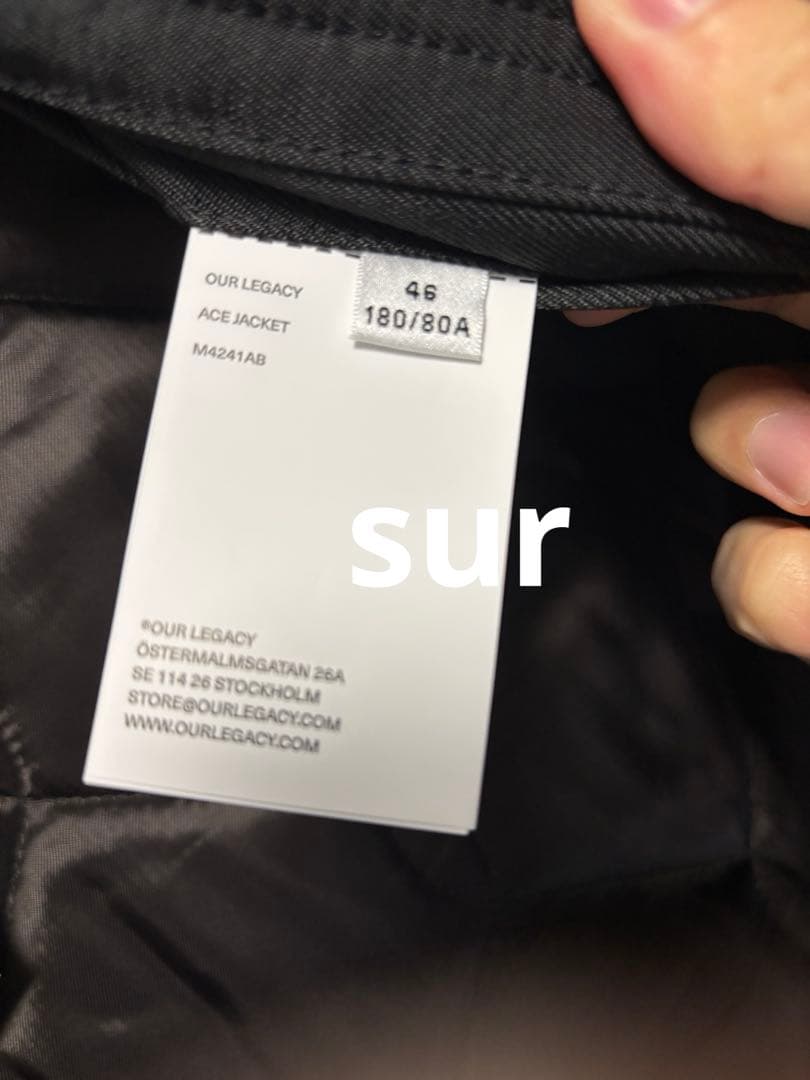 OUR LEGACY
ACE JACKET
M4241AB
46
180/80A
sur
®OUR LEGACY
ÖSTERMALMSGATAN 26A
SE 114 26 STOCKHOLM
STORE@OURLEGACY.COM
WWW.OURLEGACY.COM